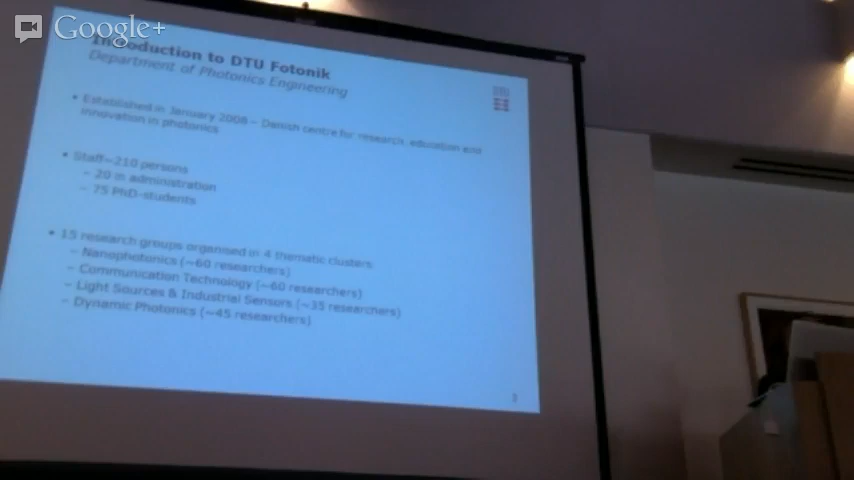 Google+
Introduction to DTU Fotonik
Department of Photonics Engineering
• Established in January 2008 – Danish centre for research, education and
innovation in photonics
• Staff~210 persons
– 20 in administration
– 75 PhD-students
• 15 research groups organised in 4 thematic clusters
– Nanophotonics (~60 researchers)
– Communication Technology (~60 researchers)
– Light Sources & Industrial Sensors (~35 researchers)
– Dynamic Photonics (~45 researchers)